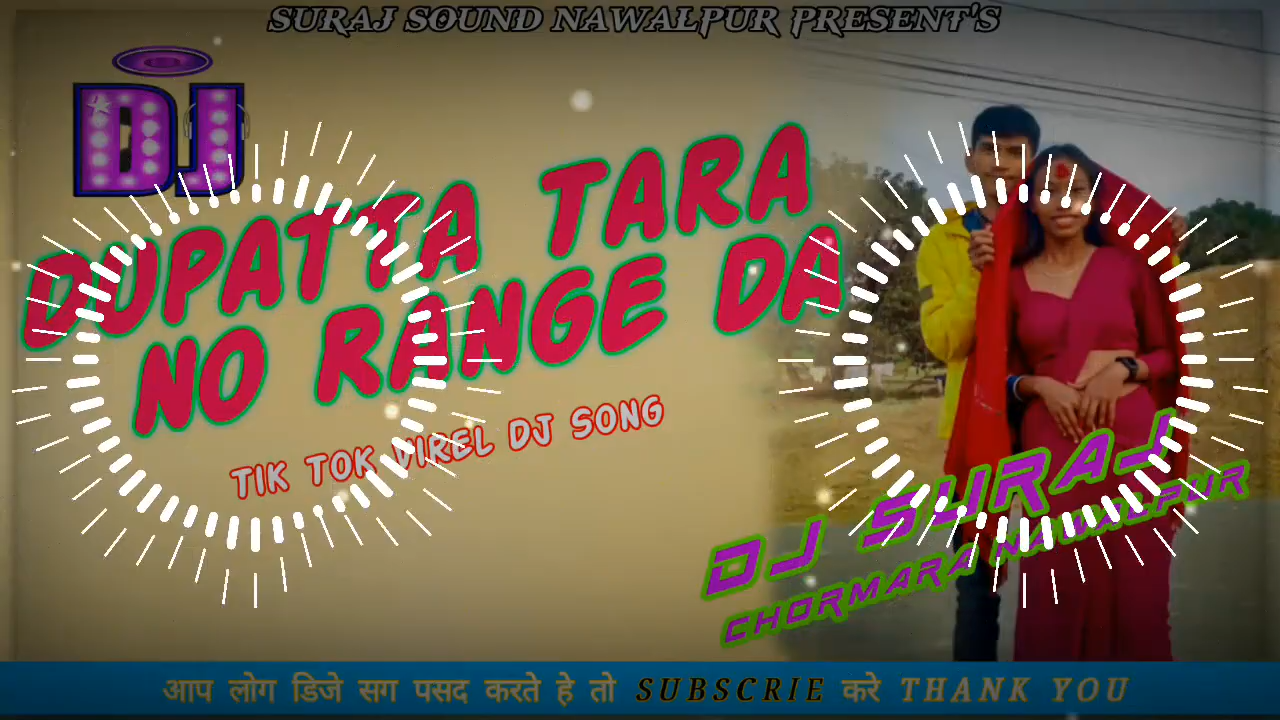 SURAJ SOUND NAWALPUR PRESENT'S
DJ
DUPATTA TARA
NO RANGE DA
TIK TOK VIREL DJ SONG
DJ SURAJ
CHORMARA NAWALPUR
आप लोग डिजे सग पसद करते हे तो SUBSCRIE करे THANK YOU